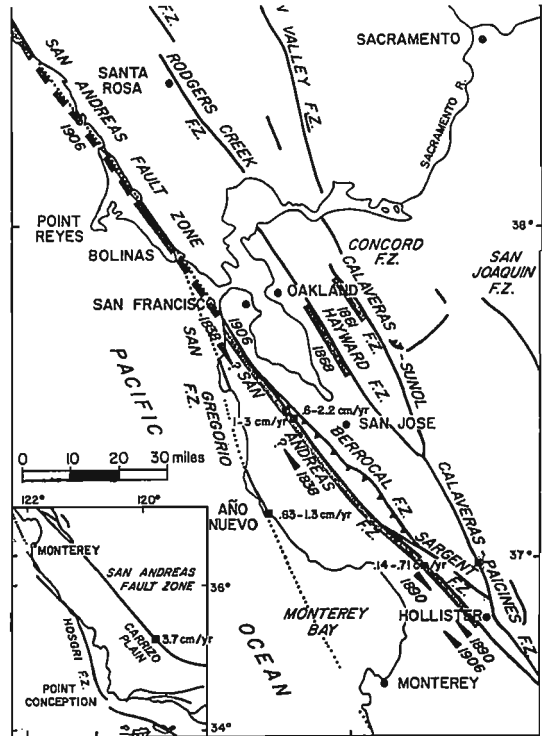 SACRAMENTO
F.Z.
V VALLEY F.Z.
SAN ANDREAS FAULT ZONE
1906
SANTA
ROSA
RODGERS CREEK
F.Z.
SACRAMENTO R.
POINT
REYES
BOLINAS
38°
CONCORD
F.Z.
SAN
JOAQUIN
F.Z.
OAKLAND
SAN FRANCISCO
1906
1838
?
1861
HAYWARD F.Z.
1868
CALAVERAS - SUNOL
SAN GREGORIO
F.Z.
PACIFIC
OCEAN
1-3 cm/yr
.6-2.2 cm/yr
SAN JOSE
SAN ANDREAS F.Z.
BERROCAL F.Z.
?
1838
0 10 20 30 miles
AÑO
NUEVO
.63-1.3 cm/yr
37°
SARGENT F.Z.
.14-.71 cm/yr
CALAVERAS - PAICINES F.Z.
1890
HOLLISTER
1890
1906
MONTEREY
BAY
MONTEREY
122°
120°
MONTEREY
SAN ANDREAS
FAULT ZONE
36°
CARRIZO
PLAIN
3.7 cm/yr
HOSGRI F.Z.
POINT
CONCEPTION
34°